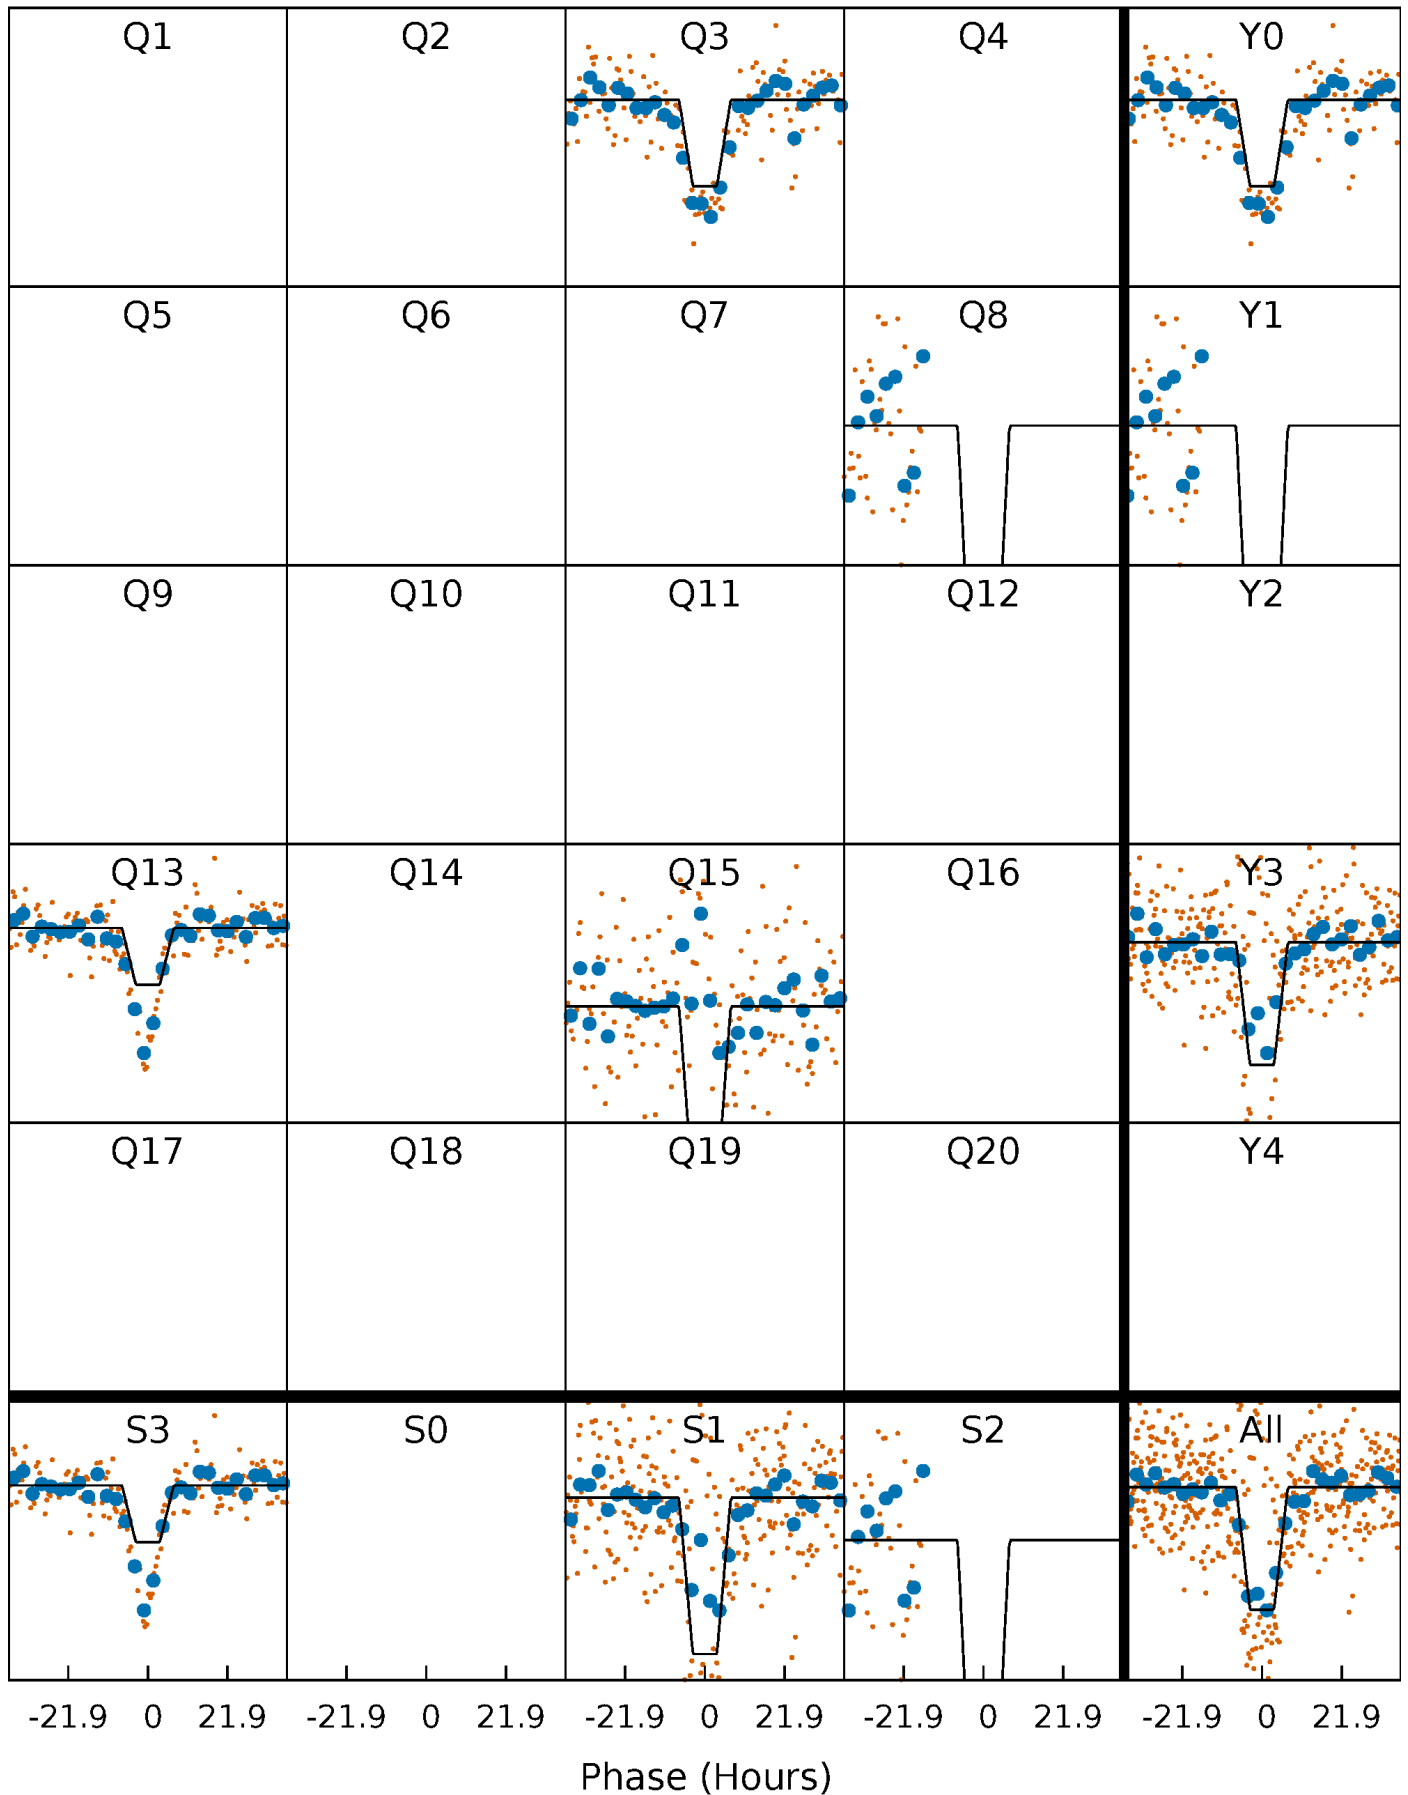 Q1 Q2 Q3 Q4 Y0
Q5 Q6 Q7 Q8 Y1
Q9 Q10 Q11 Q12 Y2
Q13 Q14 Q15 Q16 Y3
Q17 Q18 Q19 Q20 Y4
S3 S0 S1 S2 All
-21.9 0 21.9 -21.9 0 21.9 -21.9 0 21.9 -21.9 0 21.9 -21.9 0 21.9
Phase (Hours)